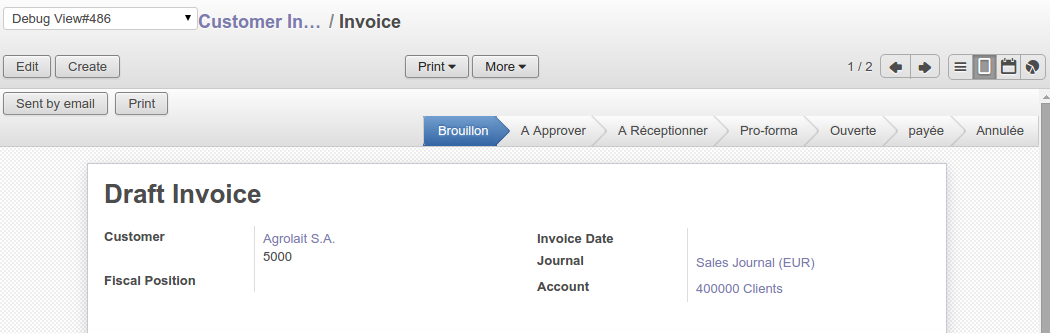 Debug View#486
Customer In... / Invoice
Edit Create Print More 1 / 2
Sent by email Print
Brouillon A Approver A Réceptionner Pro-forma Ouverte payée Annulée
Draft Invoice
Customer Agrolait S.A. Invoice Date
5000 Journal Sales Journal (EUR)
Fiscal Position Account 400000 Clients